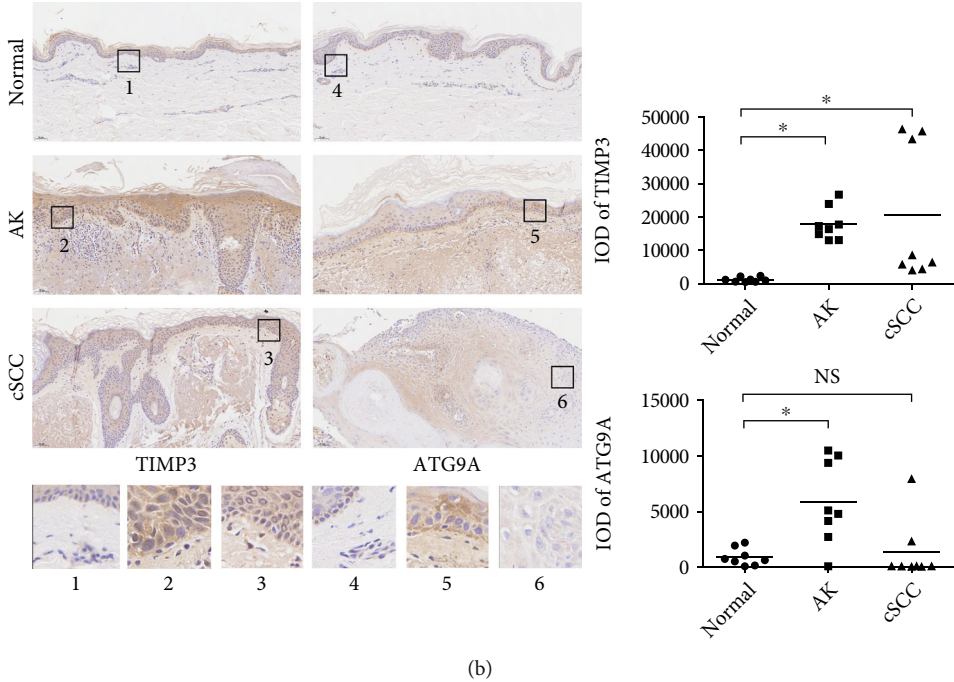 Normal
1
4
AK
2
5
cSCC
3
6
TIMP3
ATG9A
1
2
3
4
5
6
*
*
50000
40000
30000
20000
10000
0
IOD of TIMP3
Normal
AK
cSCC
NS
*
15000
10000
5000
0
IOD of ATG9A
Normal
AK
cSCC
(b)